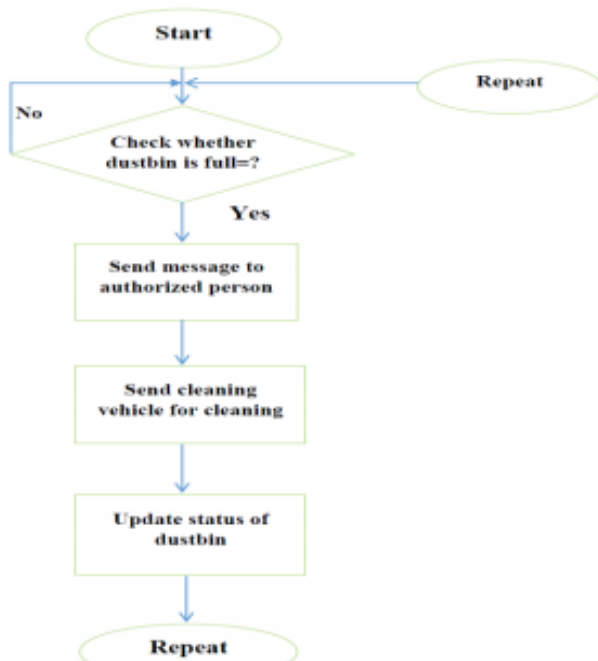 Start
Repeat
No
Check whether
dustbin is full=?
Yes
Send message to
authorized person
Send cleaning
vehicle for cleaning
Update status of
dustbin
Repeat